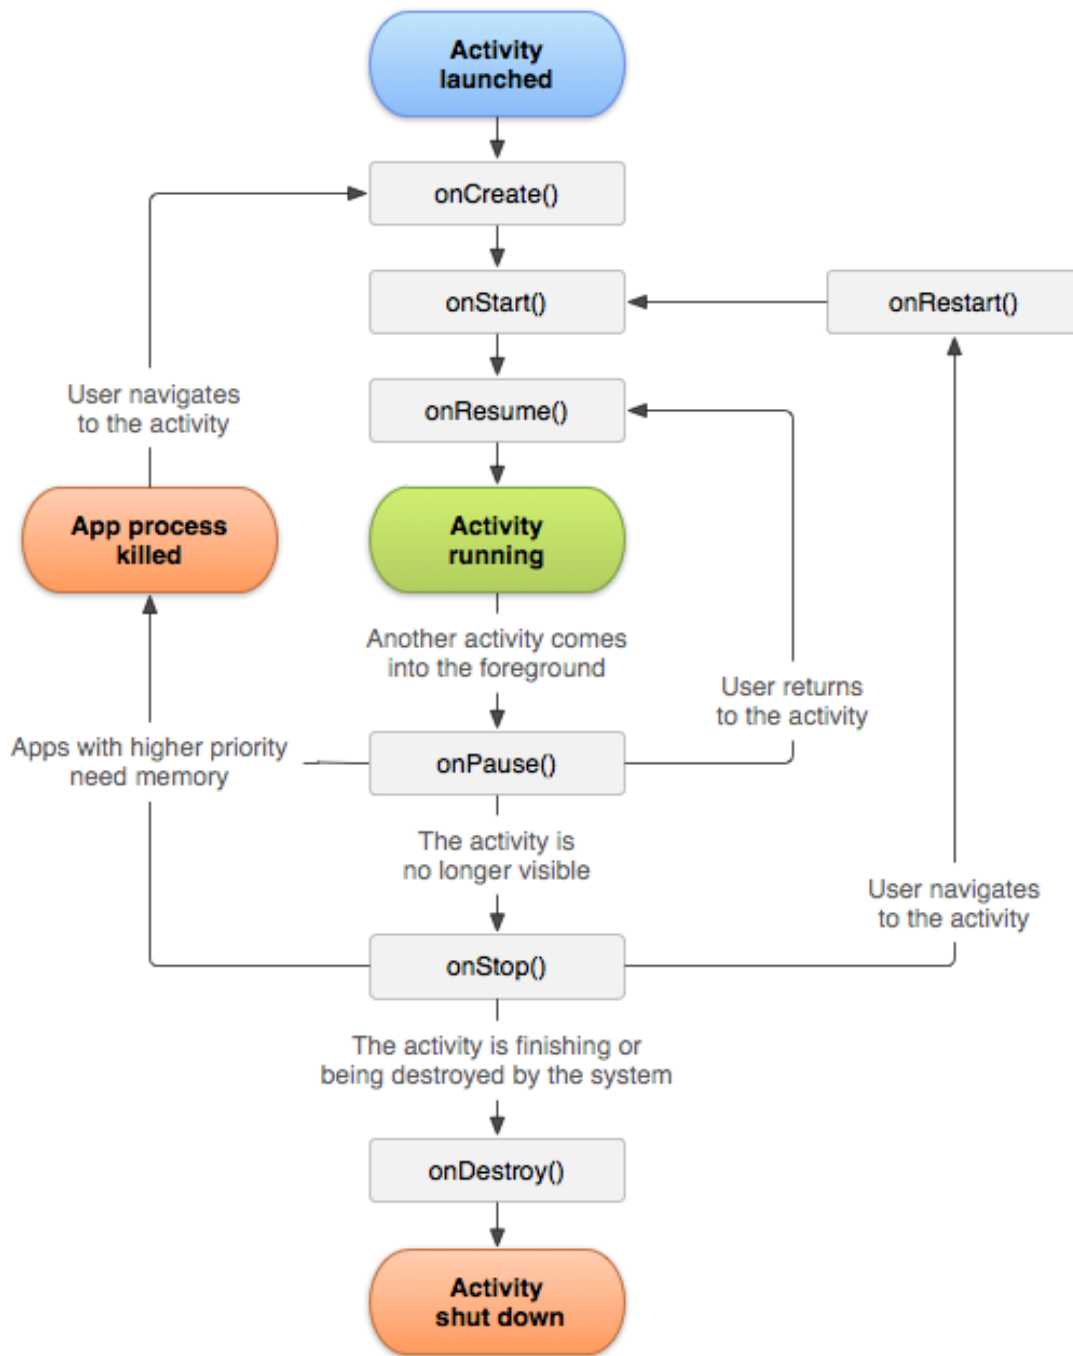 Activity
launched
onCreate()
onStart()
onRestart()
onResume()
User navigates
to the activity
App process
killed
Activity
running
Another activity comes
into the foreground
User returns
to the activity
Apps with higher priority
need memory
onPause()
The activity is
no longer visible
User navigates
to the activity
onStop()
The activity is finishing or
being destroyed by the system
onDestroy()
Activity
shut down